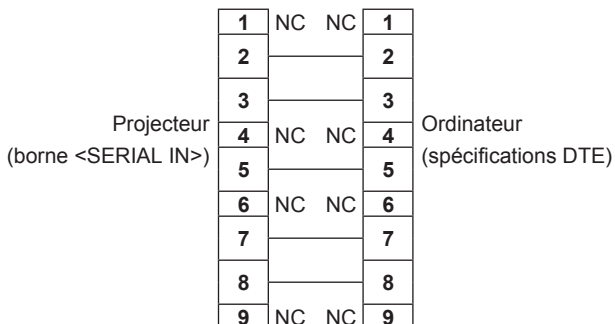 1 NC NC 1
2 2
3 3
Projecteur
(borne <SERIAL IN>)
4 NC NC 4
Ordinateur
(spécifications DTE)
5 5
6 NC NC 6
7 7
8 8
9 NC NC 9